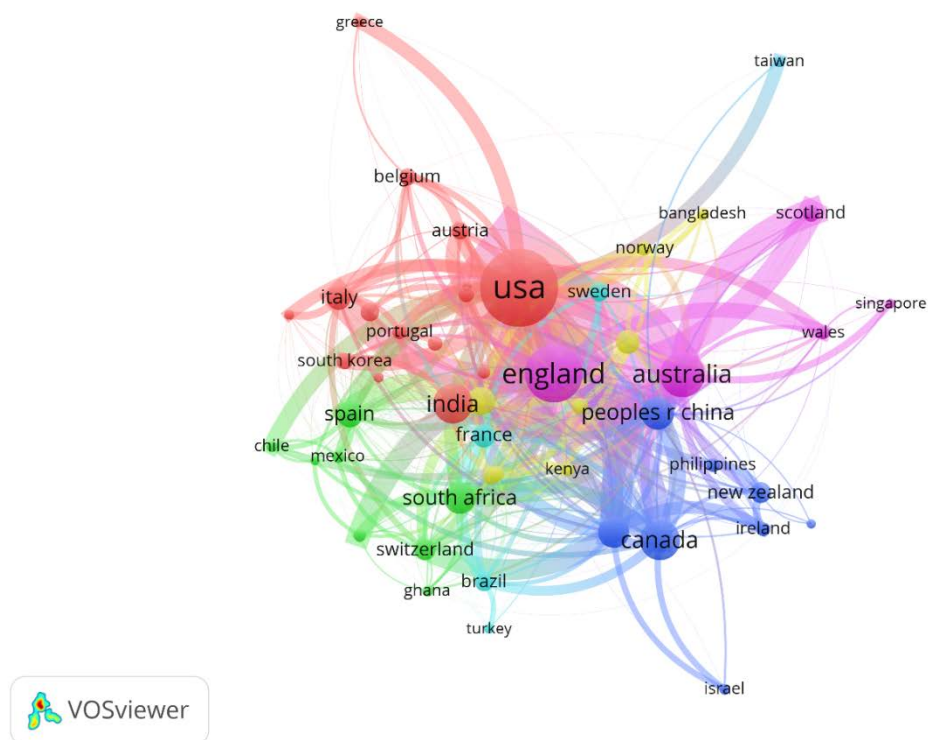 greece
taiwan
belgium
bangladesh
scotland
austria
norway
usa
sweden
italy
singapore
portugal
wales
south korea
england
australia
india
peoples r china
spain
france
chile
mexico
kenya
philippines
south africa
new zealand
ireland
canada
switzerland
brazil
ghana
turkey
israel
VOSviewer